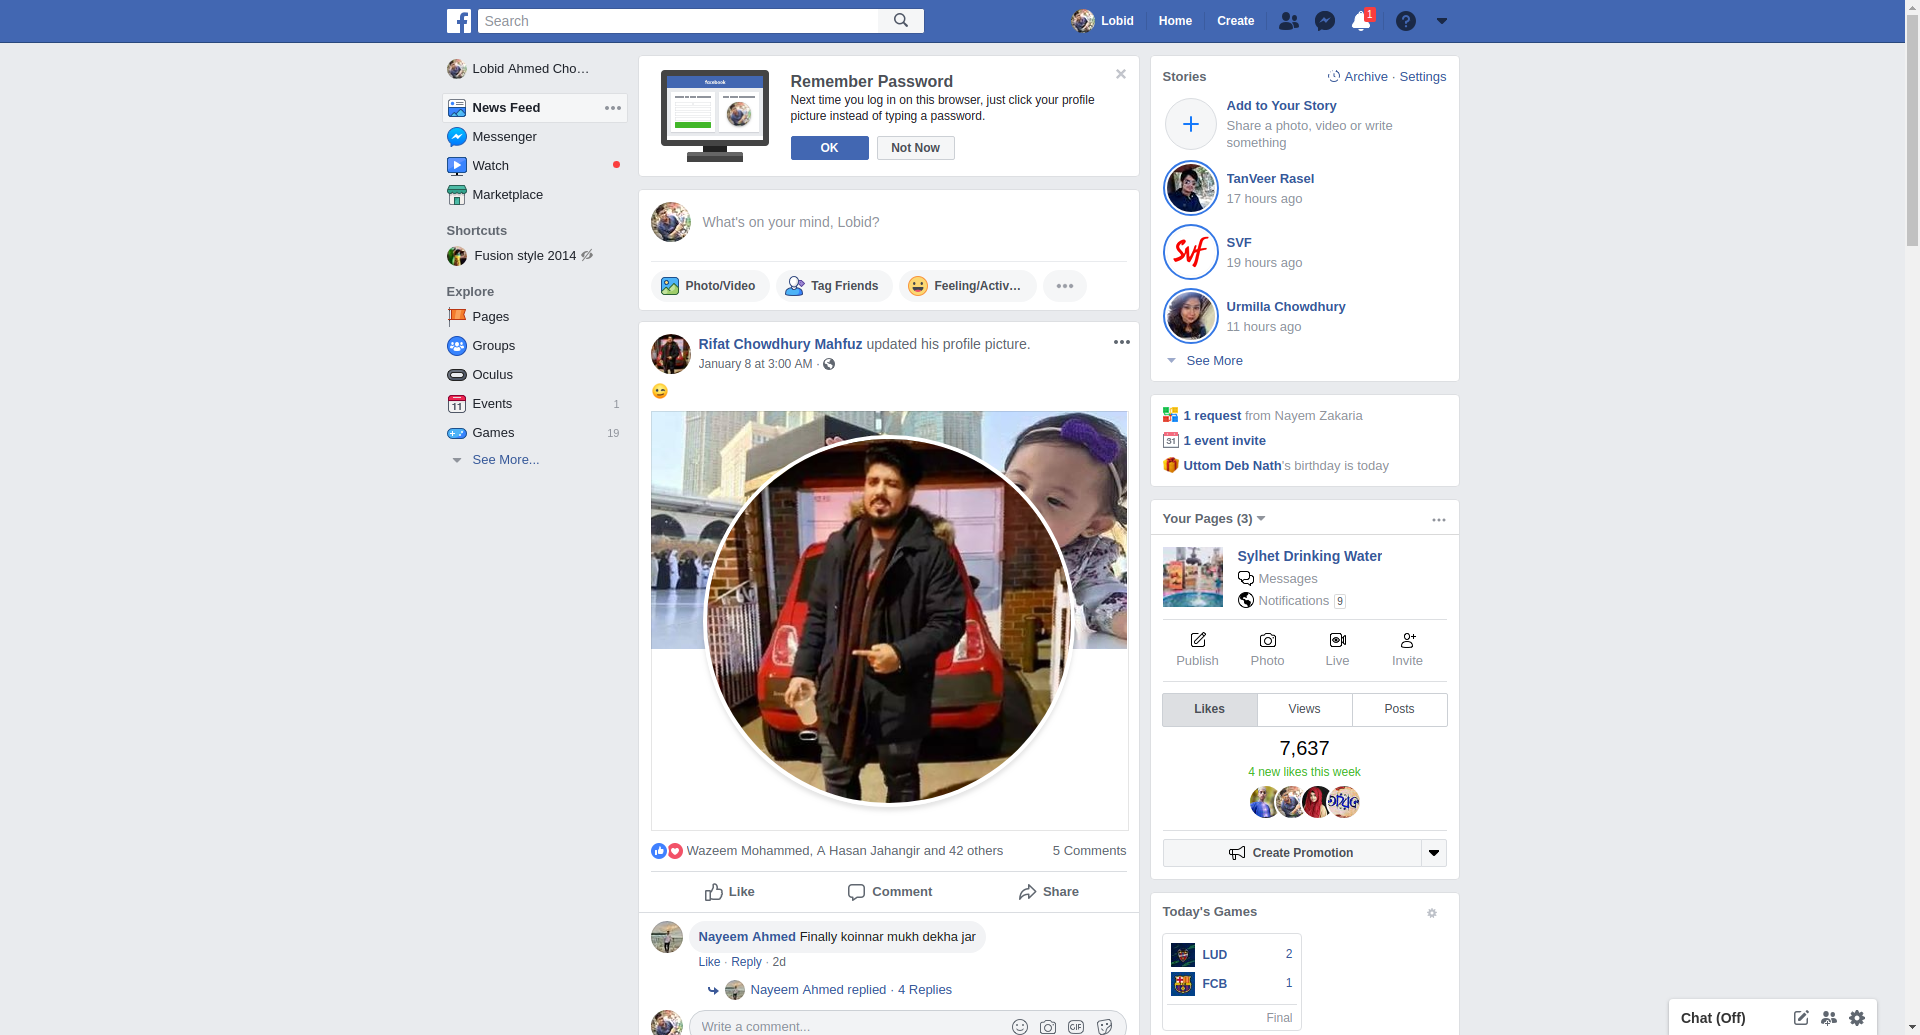 Search
Lobid
Home
Create
1
Lobid Ahmed Cho...
News Feed
Messenger
Watch
Marketplace
Shortcuts
Fusion style 2014
Explore
Pages
Groups
Oculus
11 Events 1
Games 19
See More...
facebook
Remember Password
Next time you log in on this browser, just click your profile
picture instead of typing a password.
OK
Not Now
What's on your mind, Lobid?
Photo/Video
Tag Friends
Feeling/Activ...
Rifat Chowdhury Mahfuz updated his profile picture.
January 8 at 3:00 AM ·
Wazeem Mohammed, A Hasan Jahangir and 42 others
5 Comments
Like
Comment
Share
Nayeem Ahmed Finally koinnar mukh dekha jar
Like · Reply · 2d
Nayeem Ahmed replied · 4 Replies
Write a comment...
GIF
Stories
Archive · Settings
Add to Your Story
Share a photo, video or write
something
TanVeer Rasel
17 hours ago
SVF
SVF
19 hours ago
Urmilla Chowdhury
11 hours ago
See More
1 request from Nayem Zakaria
31 1 event invite
Uttom Deb Nath's birthday is today
Your Pages (3)
Sylhet Drinking Water
Messages
Notifications 9
Publish
Photo
Live
Invite
Likes
Views
Posts
7,637
4 new likes this week
Create Promotion
Today's Games
LUD 2
FCB 1
Final
Chat (Off)